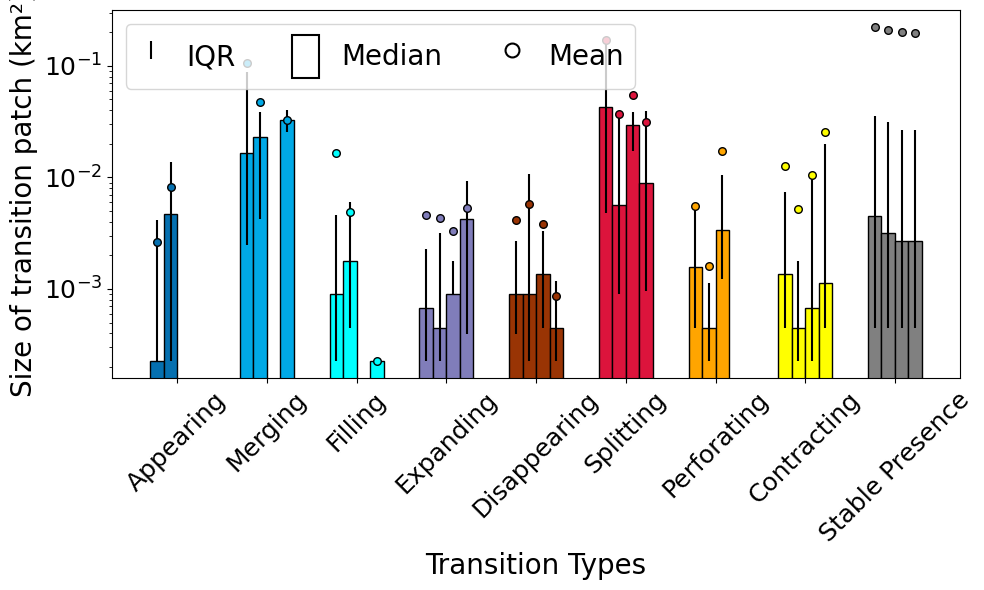 IQR
Median
Mean
Size of transition patch (km²)
10⁻¹
10⁻²
10⁻³
Appearing
Merging
Filling
Expanding
Disappearing
Splitting
Perforating
Contracting
Stable Presence
Transition Types